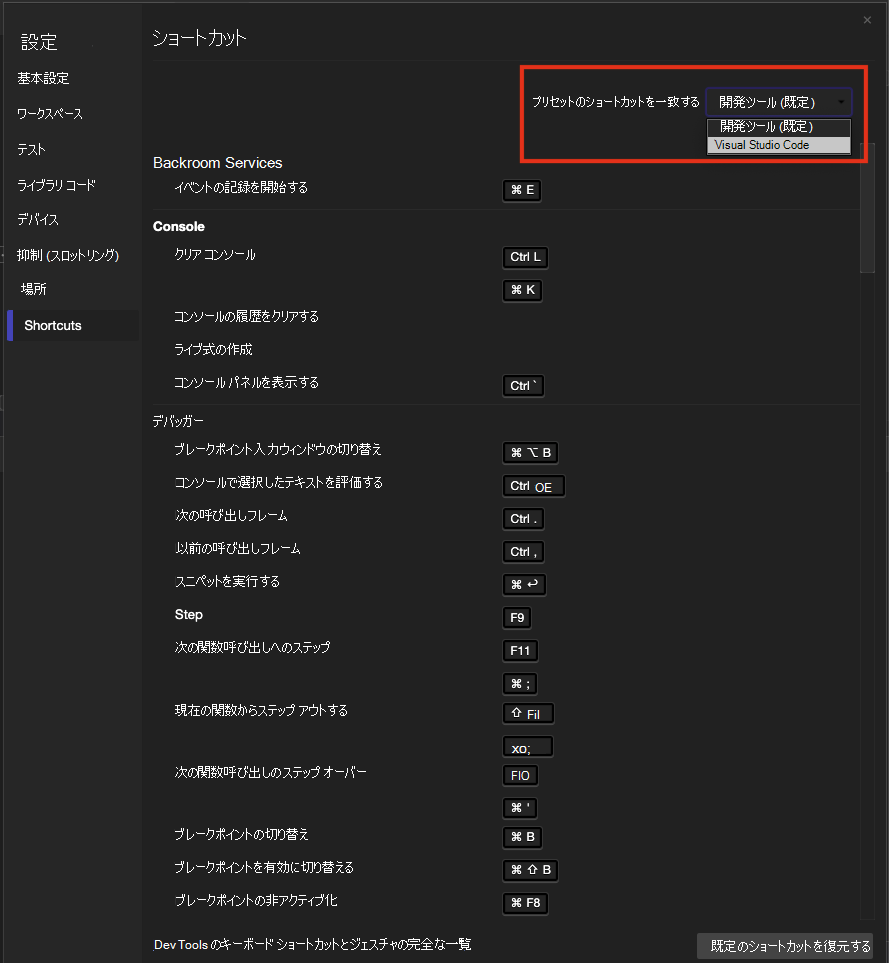 設定
基本設定
ワークスペース
テスト
ライブラリ コード
デバイス
抑制 (スロットリング)
場所
Shortcuts
ショートカット
×
プリセットのショートカットを一致する 開発ツール (既定)
開発ツール (既定)
Visual Studio Code
Backroom Services
イベントの記録を開始する ⌘ E
Console
クリア コンソール Ctrl L
⌘ K
コンソールの履歴をクリアする
ライブ式の作成
コンソール パネルを表示する Ctrl `
デバッガー
ブレークポイント入力ウィンドウの切り替え ⌘ ⌥ B
コンソールで選択したテキストを評価する Ctrl OE
次の呼び出しフレーム Ctrl .
以前の呼び出しフレーム Ctrl ,
スニペットを実行する ⌘ ↩
Step F9
次の関数呼び出しへのステップ F11
⌘ ;
現在の関数からステップ アウトする ⇧ Fil
xo;
次の関数呼び出しのステップ オーバー FIO
⌘ '
ブレークポイントの切り替え ⌘ B
ブレークポイントを有効に切り替える ⌘ ⇧ B
ブレークポイントの非アクティブ化 ⌘ F8
DevTools のキーボード ショートカットとジェスチャの完全な一覧
既定のショートカットを復元する